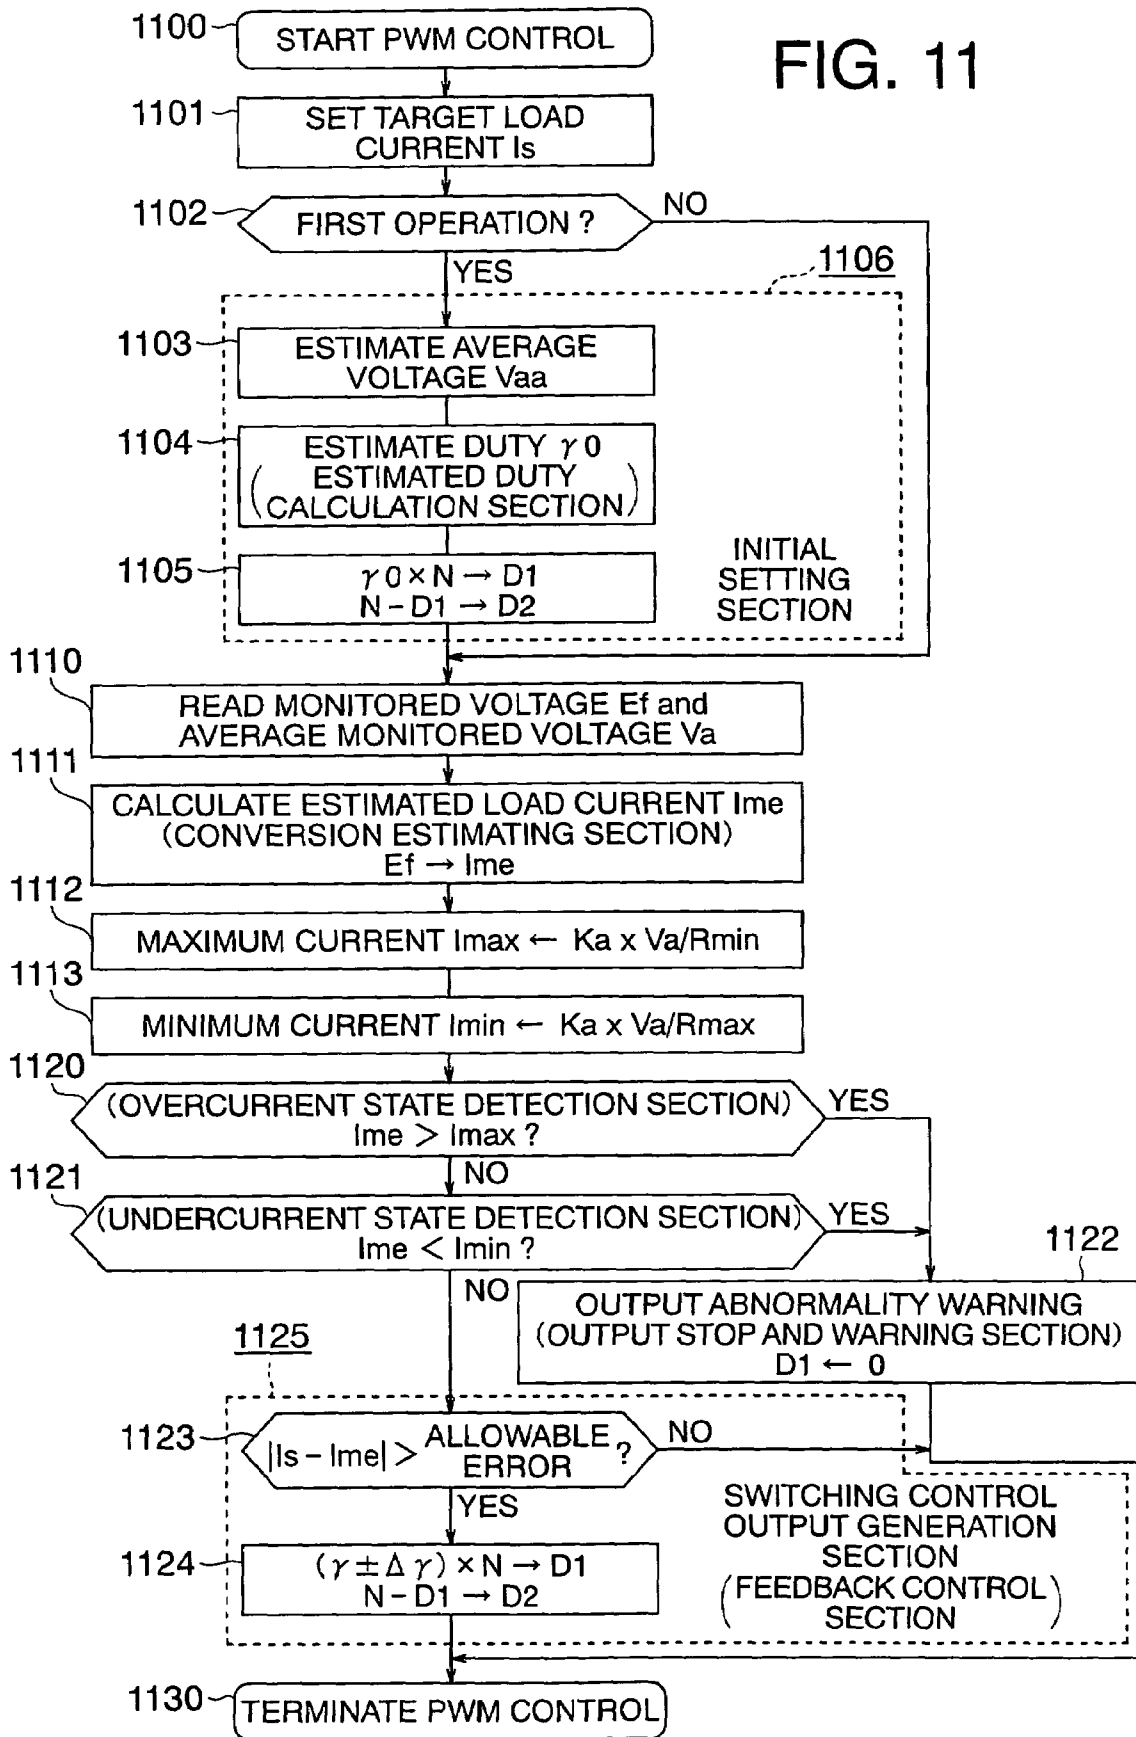 FIG. 11
1100
START PWM CONTROL
1101
SET TARGET LOAD
CURRENT Is
1102
FIRST OPERATION ?
NO
YES
1106
1103
ESTIMATE AVERAGE
VOLTAGE Vaa
1104
ESTIMATE DUTY γ0
(ESTIMATED DUTY
CALCULATION SECTION)
1105
γ0 × N → D1
N − D1 → D2
INITIAL
SETTING
SECTION
1110
READ MONITORED VOLTAGE Ef and
AVERAGE MONITORED VOLTAGE Va
1111
CALCULATE ESTIMATED LOAD CURRENT Ime
(CONVERSION ESTIMATING SECTION)
Ef → Ime
1112
MAXIMUM CURRENT Imax ← Ka x Va/Rmin
1113
MINIMUM CURRENT Imin ← Ka x Va/Rmax
1120
(OVERCURRENT STATE DETECTION SECTION)
Ime > Imax ?
YES
NO
1121
(UNDERCURRENT STATE DETECTION SECTION)
Ime < Imin ?
YES
NO
1122
OUTPUT ABNORMALITY WARNING
(OUTPUT STOP AND WARNING SECTION)
D1 ← 0
1125
1123
|Is − Ime| > ALLOWABLE
ERROR ?
NO
YES
1124
(γ ± Δγ) × N → D1
N − D1 → D2
SWITCHING CONTROL
OUTPUT GENERATION
SECTION
(FEEDBACK CONTROL
SECTION)
1130
TERMINATE PWM CONTROL